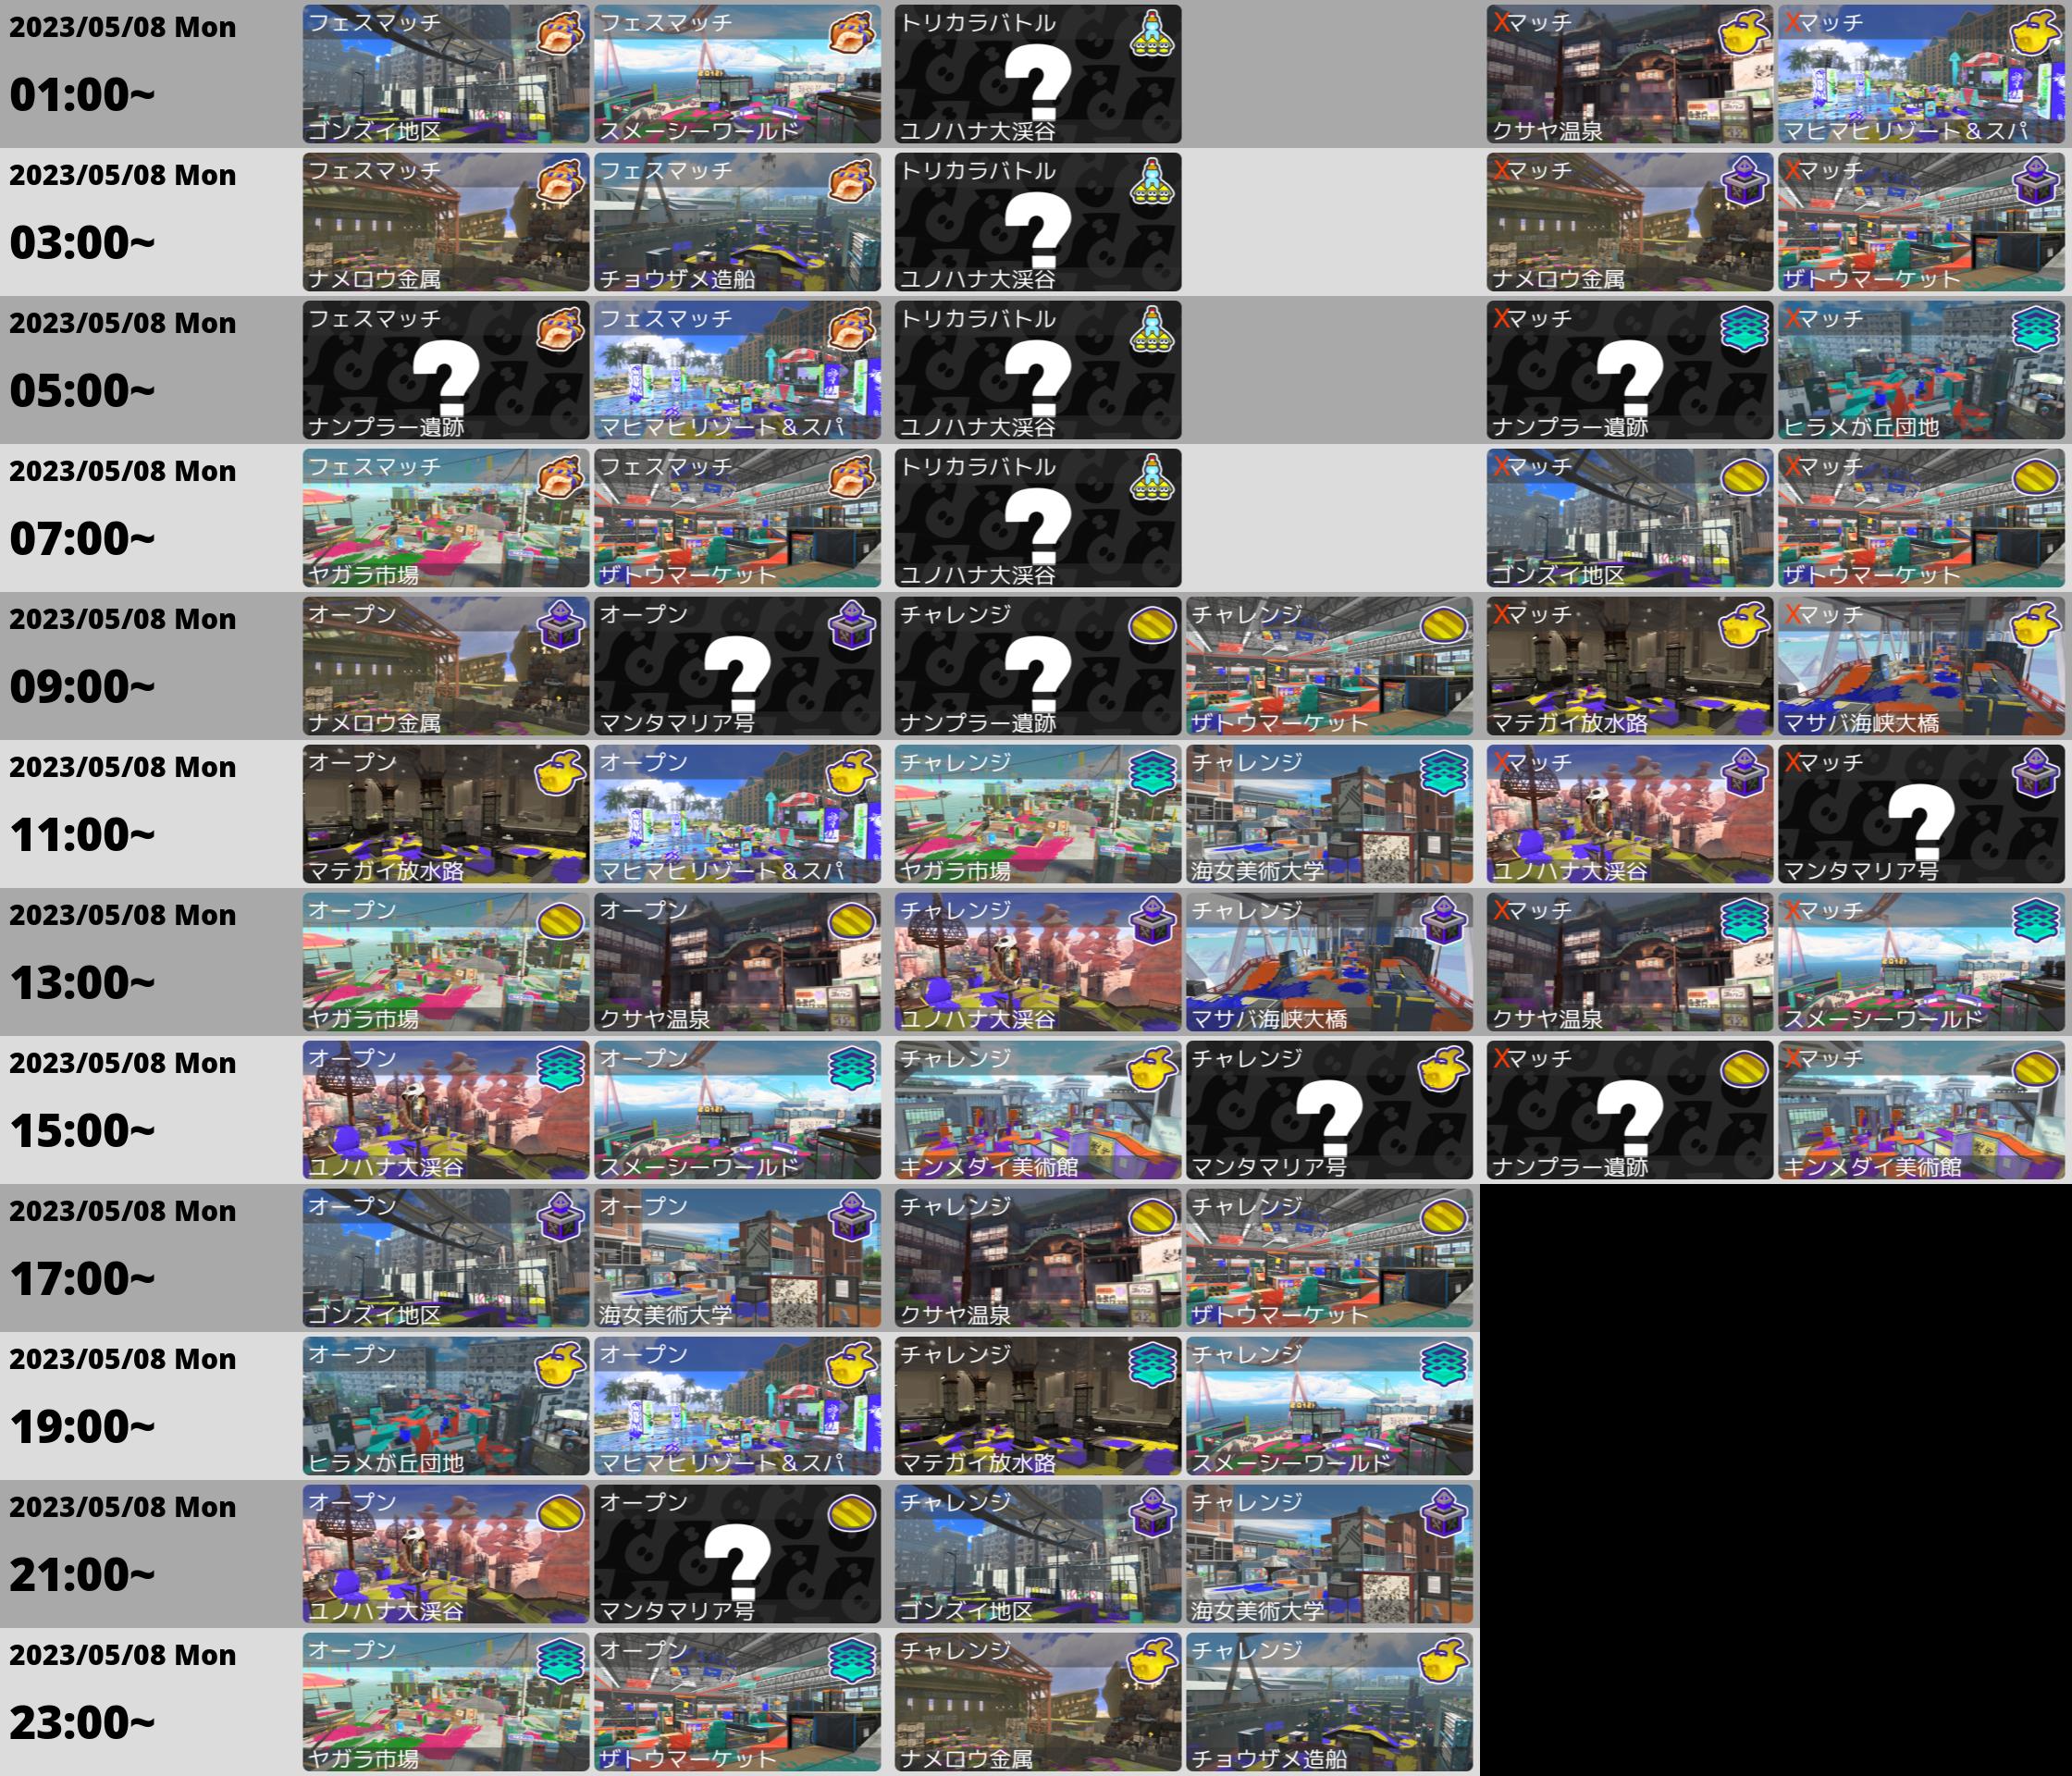 2023/05/08 Mon
01:00~
フェスマッチ
ゴンズイ地区
フェスマッチ
スメーシーワールド
トリカラバトル
?
ユノハナ大渓谷
Xマッチ
クサヤ温泉
Xマッチ
マヒマヒリゾート＆スパ
2023/05/08 Mon
03:00~
フェスマッチ
ナメロウ金属
フェスマッチ
チョウザメ造船
トリカラバトル
?
ユノハナ大渓谷
Xマッチ
ナメロウ金属
Xマッチ
ザトウマーケット
2023/05/08 Mon
05:00~
フェスマッチ
?
ナンプラー遺跡
フェスマッチ
マヒマヒリゾート＆スパ
トリカラバトル
?
ユノハナ大渓谷
Xマッチ
?
ナンプラー遺跡
Xマッチ
ヒラメが丘団地
2023/05/08 Mon
07:00~
フェスマッチ
ヤガラ市場
フェスマッチ
ザトウマーケット
トリカラバトル
?
ユノハナ大渓谷
Xマッチ
ゴンズイ地区
Xマッチ
ザトウマーケット
2023/05/08 Mon
09:00~
オープン
ナメロウ金属
オープン
?
マンタマリア号
チャレンジ
?
ナンプラー遺跡
チャレンジ
ザトウマーケット
Xマッチ
マテガイ放水路
Xマッチ
マサバ海峡大橋
2023/05/08 Mon
11:00~
オープン
マテガイ放水路
オープン
マヒマヒリゾート＆スパ
チャレンジ
ヤガラ市場
チャレンジ
海女美術大学
Xマッチ
ユノハナ大渓谷
Xマッチ
?
マンタマリア号
2023/05/08 Mon
13:00~
オープン
ヤガラ市場
オープン
クサヤ温泉
チャレンジ
ユノハナ大渓谷
チャレンジ
マサバ海峡大橋
Xマッチ
クサヤ温泉
Xマッチ
スメーシーワールド
2023/05/08 Mon
15:00~
オープン
ユノハナ大渓谷
オープン
スメーシーワールド
チャレンジ
キンメダイ美術館
チャレンジ
?
マンタマリア号
Xマッチ
?
ナンプラー遺跡
Xマッチ
キンメダイ美術館
2023/05/08 Mon
17:00~
オープン
ゴンズイ地区
オープン
海女美術大学
チャレンジ
クサヤ温泉
チャレンジ
ザトウマーケット
2023/05/08 Mon
19:00~
オープン
ヒラメが丘団地
オープン
マヒマヒリゾート＆スパ
チャレンジ
マテガイ放水路
チャレンジ
スメーシーワールド
2023/05/08 Mon
21:00~
オープン
ユノハナ大渓谷
オープン
?
マンタマリア号
チャレンジ
ゴンズイ地区
チャレンジ
海女美術大学
2023/05/08 Mon
23:00~
オープン
ヤガラ市場
オープン
ザトウマーケット
チャレンジ
ナメロウ金属
チャレンジ
チョウザメ造船